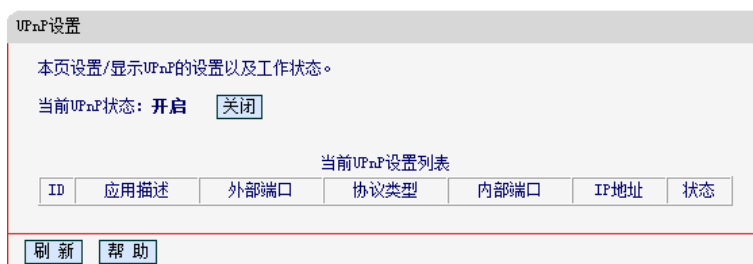 UPnP设置
本页设置/显示UPnP的设置以及工作状态。
当前UPnP状态: 开启 关闭
当前UPnP设置列表
ID 应用描述 外部端口 协议类型 内部端口 IP地址 状态
刷 新 帮 助